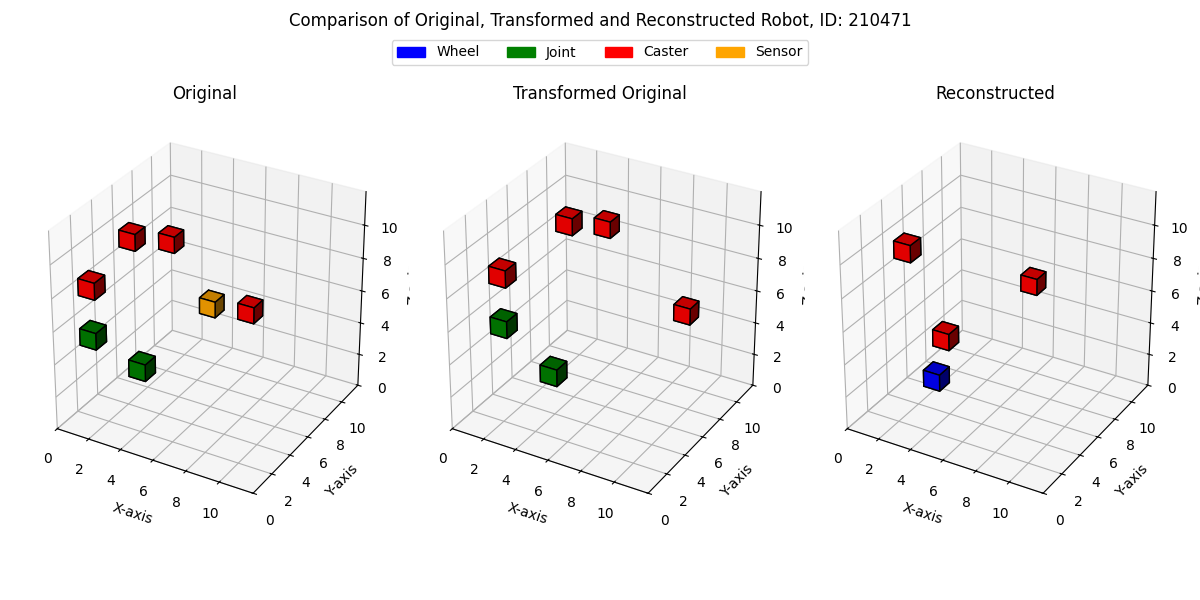 Comparison of Original, Transformed and Reconstructed Robot, ID: 210471
Wheel Joint Caster Sensor
Original Transformed Original Reconstructed
0 2 4 6 8 10
X-axis
0 2 4 6 8 10
Y-axis
0 2 4 6 8 10
0 2 4 6 8 10
X-axis
0 2 4 6 8 10
Y-axis
0 2 4 6 8 10
0 2 4 6 8 10
X-axis
0 2 4 6 8 10
Y-axis
0 2 4 6 8 10